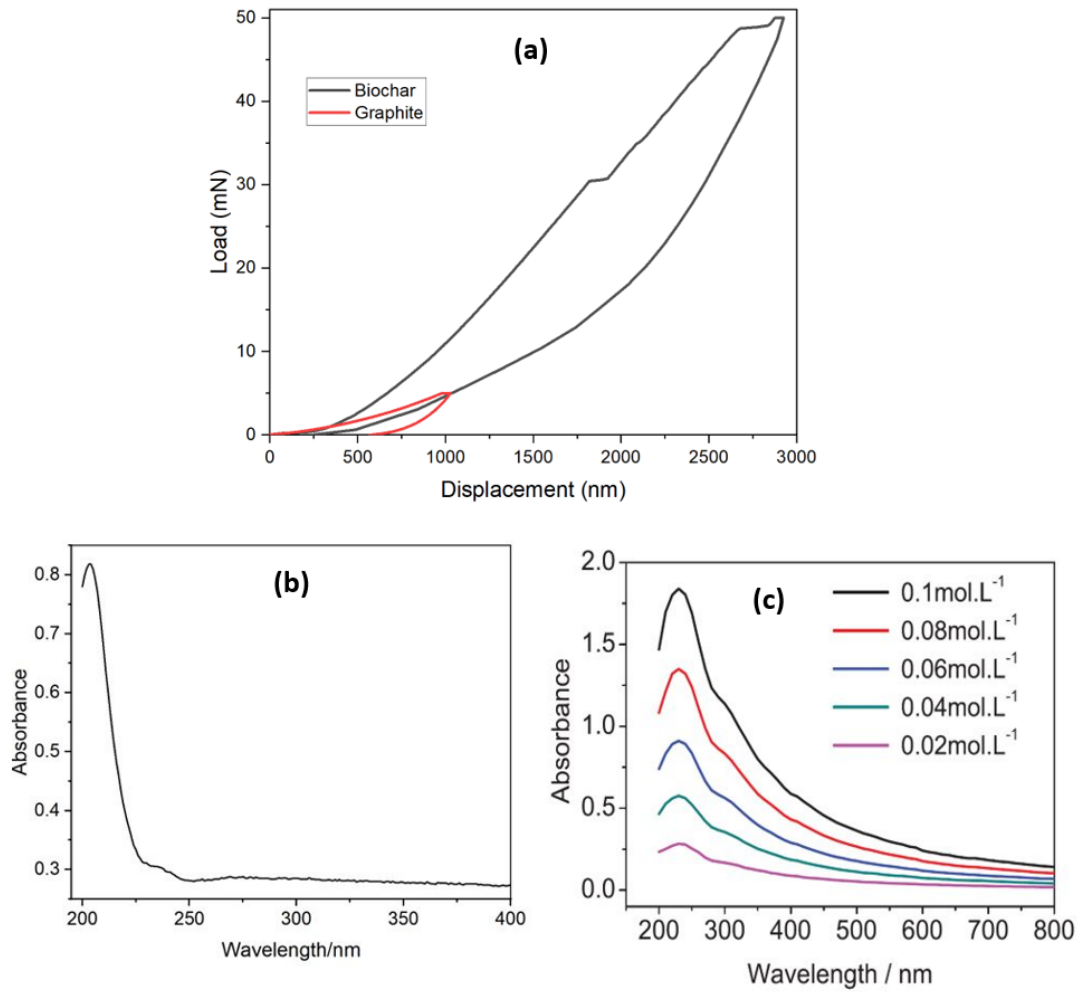 (a)
Biochar
Graphite
50
40
30
20
10
0
Load (mN)
0 500 1000 1500 2000 2500 3000
Displacement (nm)
(b)
0.8
0.7
0.6
0.5
0.4
0.3
Absorbance
200 250 300 350 400
Wavelength/nm
(c)
0.1mol.L⁻¹
0.08mol.L⁻¹
0.06mol.L⁻¹
0.04mol.L⁻¹
0.02mol.L⁻¹
2.0
1.5
1.0
0.5
0.0
Absorbance
200 300 400 500 600 700 800
Wavelength / nm